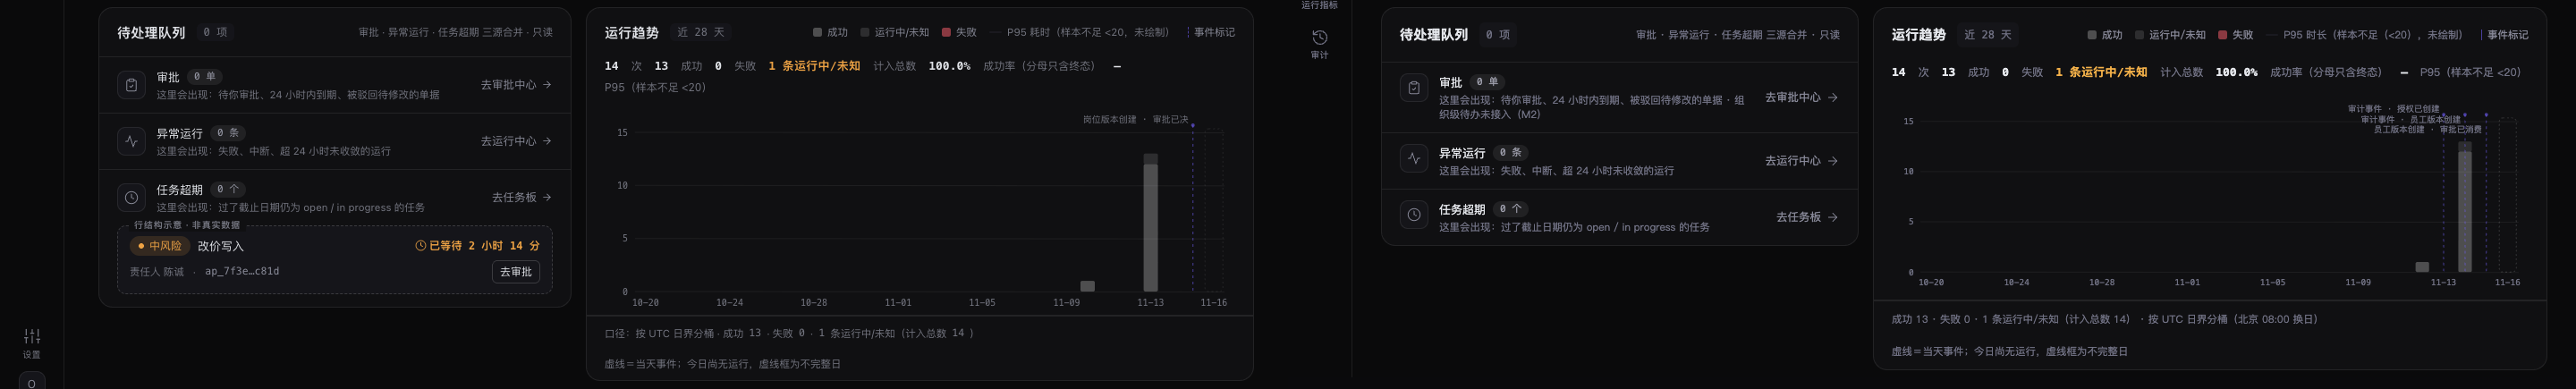 待处理队列 0 项 审批 · 异常运行 · 任务超期 三源合并 · 只读
审批 0 单
这里会出现：待你审批、24 小时内到期、被驳回待修改的单据
去审批中心 →
异常运行 0 条
这里会出现：失败、中断、超 24 小时未收敛的运行
去运行中心 →
任务超期 0 个
这里会出现：过了截止日期仍为 open / in progress 的任务
去任务板 →
行结构示意 · 非真实数据
中风险 改价写入 已等待 2 小时 14 分
责任人 陈诚 · ap_7f3e…c81d 去审批
设置
O
运行趋势 近 28 天 成功 运行中/未知 失败 P95 耗时（样本不足 <20，未绘制） 事件标记
14 次 13 成功 0 失败 1 条运行中/未知 计入总数 100.0% 成功率（分母只含终态） —
P95（样本不足 <20）
岗位版本创建 · 审批已决
15
10
5
0
10-20 10-24 10-28 11-01 11-05 11-09 11-13 11-16
口径：按 UTC 日界分桶 · 成功 13 · 失败 0 · 1 条运行中/未知（计入总数 14 ）
虚线＝当天事件；今日尚无运行，虚线框为不完整日
运行指标
审计
待处理队列 0 项 审批 · 异常运行 · 任务超期 三源合并 · 只读
审批 0 单
这里会出现：待你审批、24 小时内到期、被驳回待修改的单据 · 组
织级待办未接入（M2）
去审批中心 →
异常运行 0 条
这里会出现：失败、中断、超 24 小时未收敛的运行
去运行中心 →
任务超期 0 个
这里会出现：过了截止日期仍为 open / in progress 的任务
去任务板 →
运行趋势 近 28 天 成功 运行中/未知 失败 P95 时长（样本不足（<20），未绘制） 事件标记
14 次 13 成功 0 失败 1 条运行中/未知 计入总数 100.0% 成功率（分母只含终态） — P95（样本不足 <20）
审计事件 · 授权已创建
审计事件 · 员工版本创建
员工版本创建 · 审批已消费
15
10
5
0
10-20 10-24 10-28 11-01 11-05 11-09 11-13 11-16
成功 13 · 失败 0 · 1 条运行中/未知（计入总数 14） · 按 UTC 日界分桶（北京 08:00 换日）
虚线＝当天事件；今日尚无运行，虚线框为不完整日